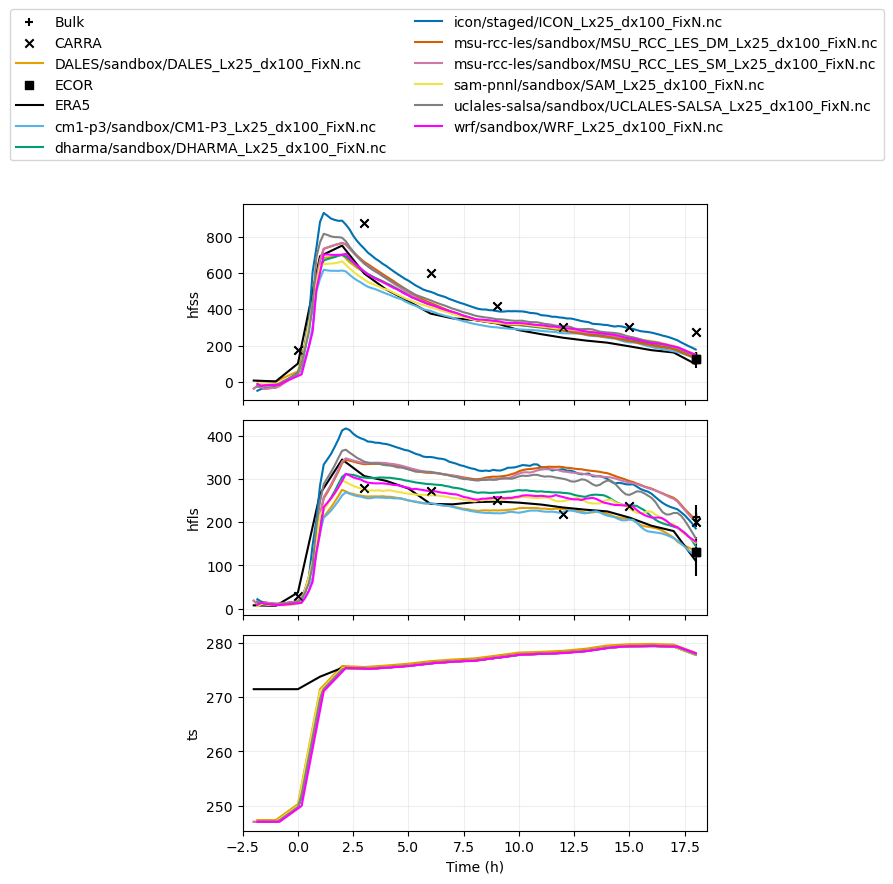 Bulk
CARRA
DALES/sandbox/DALES_Lx25_dx100_FixN.nc
ECOR
ERA5
cm1-p3/sandbox/CM1-P3_Lx25_dx100_FixN.nc
dharma/sandbox/DHARMA_Lx25_dx100_FixN.nc
icon/staged/ICON_Lx25_dx100_FixN.nc
msu-rcc-les/sandbox/MSU_RCC_LES_DM_Lx25_dx100_FixN.nc
msu-rcc-les/sandbox/MSU_RCC_LES_SM_Lx25_dx100_FixN.nc
sam-pnnl/sandbox/SAM_Lx25_dx100_FixN.nc
uclales-salsa/sandbox/UCLALES-SALSA_Lx25_dx100_FixN.nc
wrf/sandbox/WRF_Lx25_dx100_FixN.nc
800
600
400
200
0
hfss
400
300
200
100
0
hfls
280
270
260
250
ts
−2.5 0.0 2.5 5.0 7.5 10.0 12.5 15.0 17.5
Time (h)